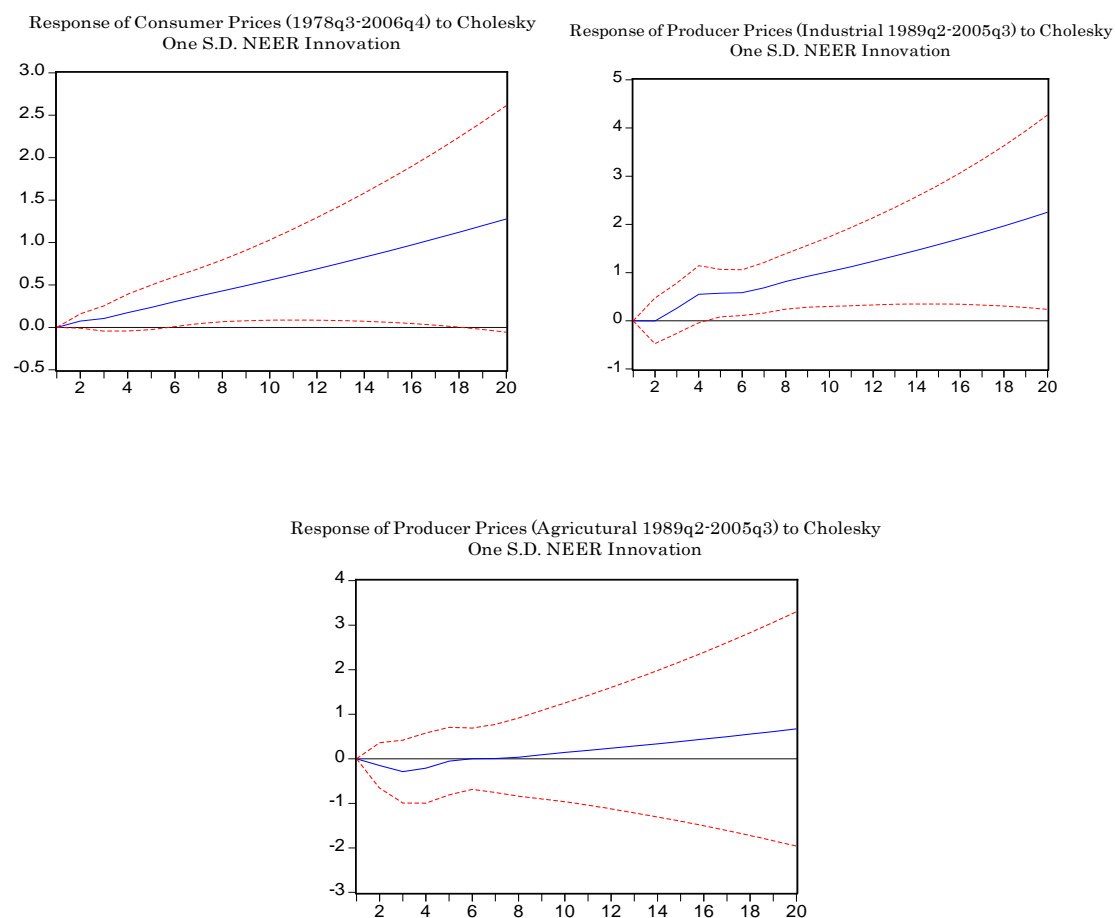 Response of Consumer Prices (1978q3-2006q4) to Cholesky
One S.D. NEER Innovation
3.0
2.5
2.0
1.5
1.0
0.5
0.0
-0.5
2 4 6 8 10 12 14 16 18 20
Response of Producer Prices (Industrial 1989q2-2005q3) to Cholesky
One S.D. NEER Innovation
5
4
3
2
1
0
-1
2 4 6 8 10 12 14 16 18 20
Response of Producer Prices (Agricutural 1989q2-2005q3) to Cholesky
One S.D. NEER Innovation
4
3
2
1
0
-1
-2
-3
2 4 6 8 10 12 14 16 18 20